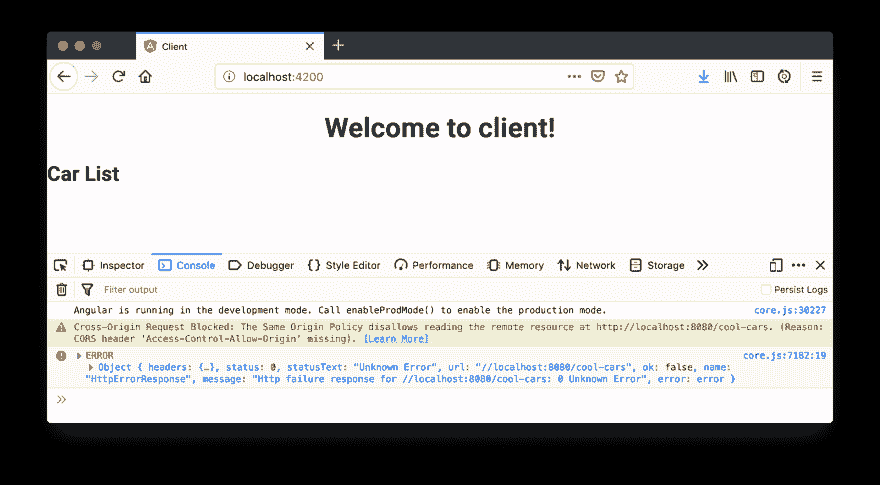 Client
localhost:4200
Welcome to client!
Car List
Inspector Console Debugger Style Editor Performance Memory Network Storage
Filter output Persist Logs
Angular is running in the development mode. Call enableProdMode() to enable the production mode. core.js:30227
Cross-Origin Request Blocked: The Same Origin Policy disallows reading the remote resource at http://localhost:8080/cool-cars. (Reason:
CORS header 'Access-Control-Allow-Origin' missing). [Learn More]
ERROR core.js:7182:19
Object { headers: {…}, status: 0, statusText: "Unknown Error", url: "//localhost:8080/cool-cars", ok: false, name:
"HttpErrorResponse", message: "Http failure response for //localhost:8080/cool-cars: 0 Unknown Error", error: error }